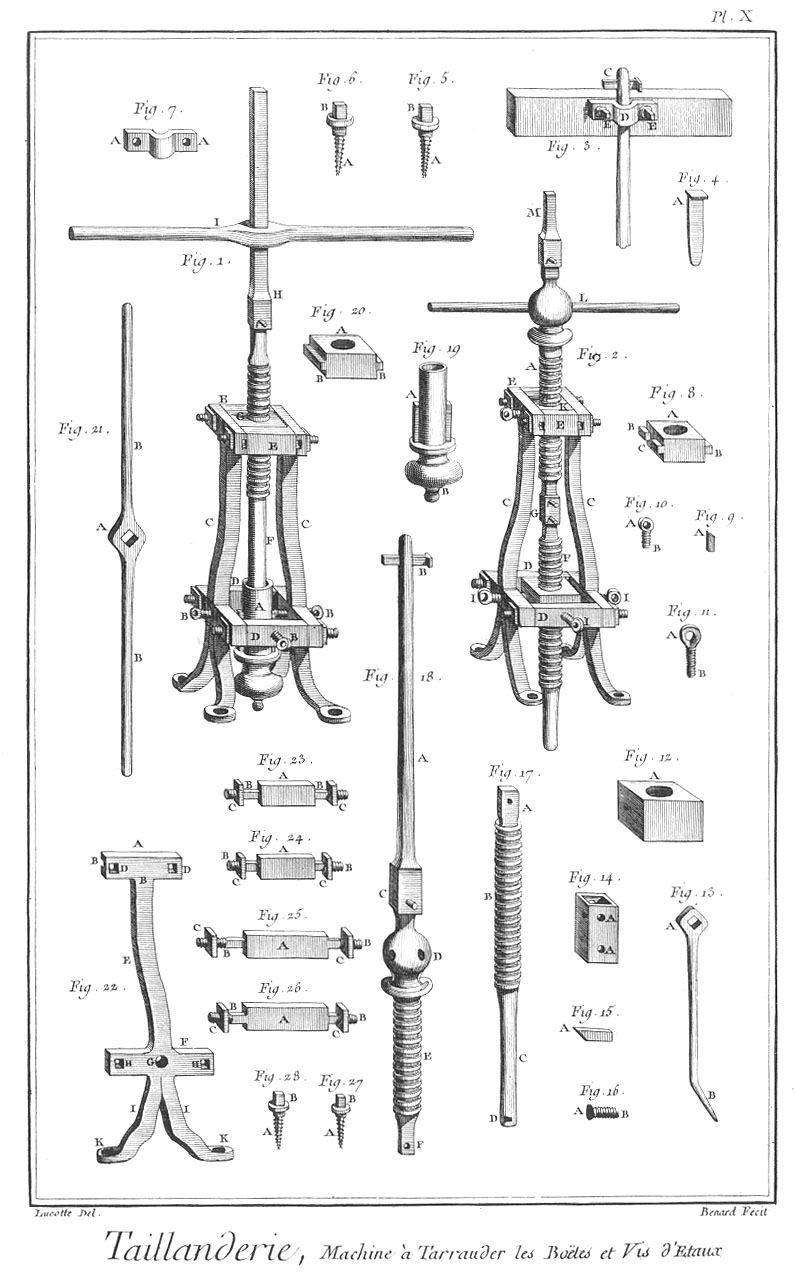 Pl. X
Fig. 6.
Fig. 5.
Fig. 7.
C
B
B
A
A
D
E
E
Fig. 3.
A
A
Fig. 4.
A
M
I
Fig. 1.
H
L
Fig. 20.
A
B
B
Fig. 19
A
B
A
Fig. 2.
E
G
E
E
K
E
Fig. 8.
A
B
C
B
Fig. 21.
B
A
B
C
C
F
C
C
G
F
Fig. 10.
A
B
Fig. 9.
A
D
A
B
B
D
B
B
D
I
I
D
I
Fig. 11.
A
B
Fig. 18.
A
C
D
E
F
Fig. 23.
A
B
B
C
C
Fig. 17.
A
B
C
D
Fig. 12.
A
Fig. 24.
A
B
B
C
C
A
B
D
D
B
E
Fig. 22.
F
G
H
H
I
I
K
K
Fig. 25.
C
B
A
B
C
Fig. 26.
B
A
B
C
C
Fig. 14.
A
A
Fig. 13.
A
B
Fig. 15.
A
Fig. 16.
A
B
Fig. 28.
B
A
Fig. 27
B
A
Lucotte Del.
Benard Fecit
Taillanderie, Machine à Tarrauder les Boëtes et Vis d'Etaux